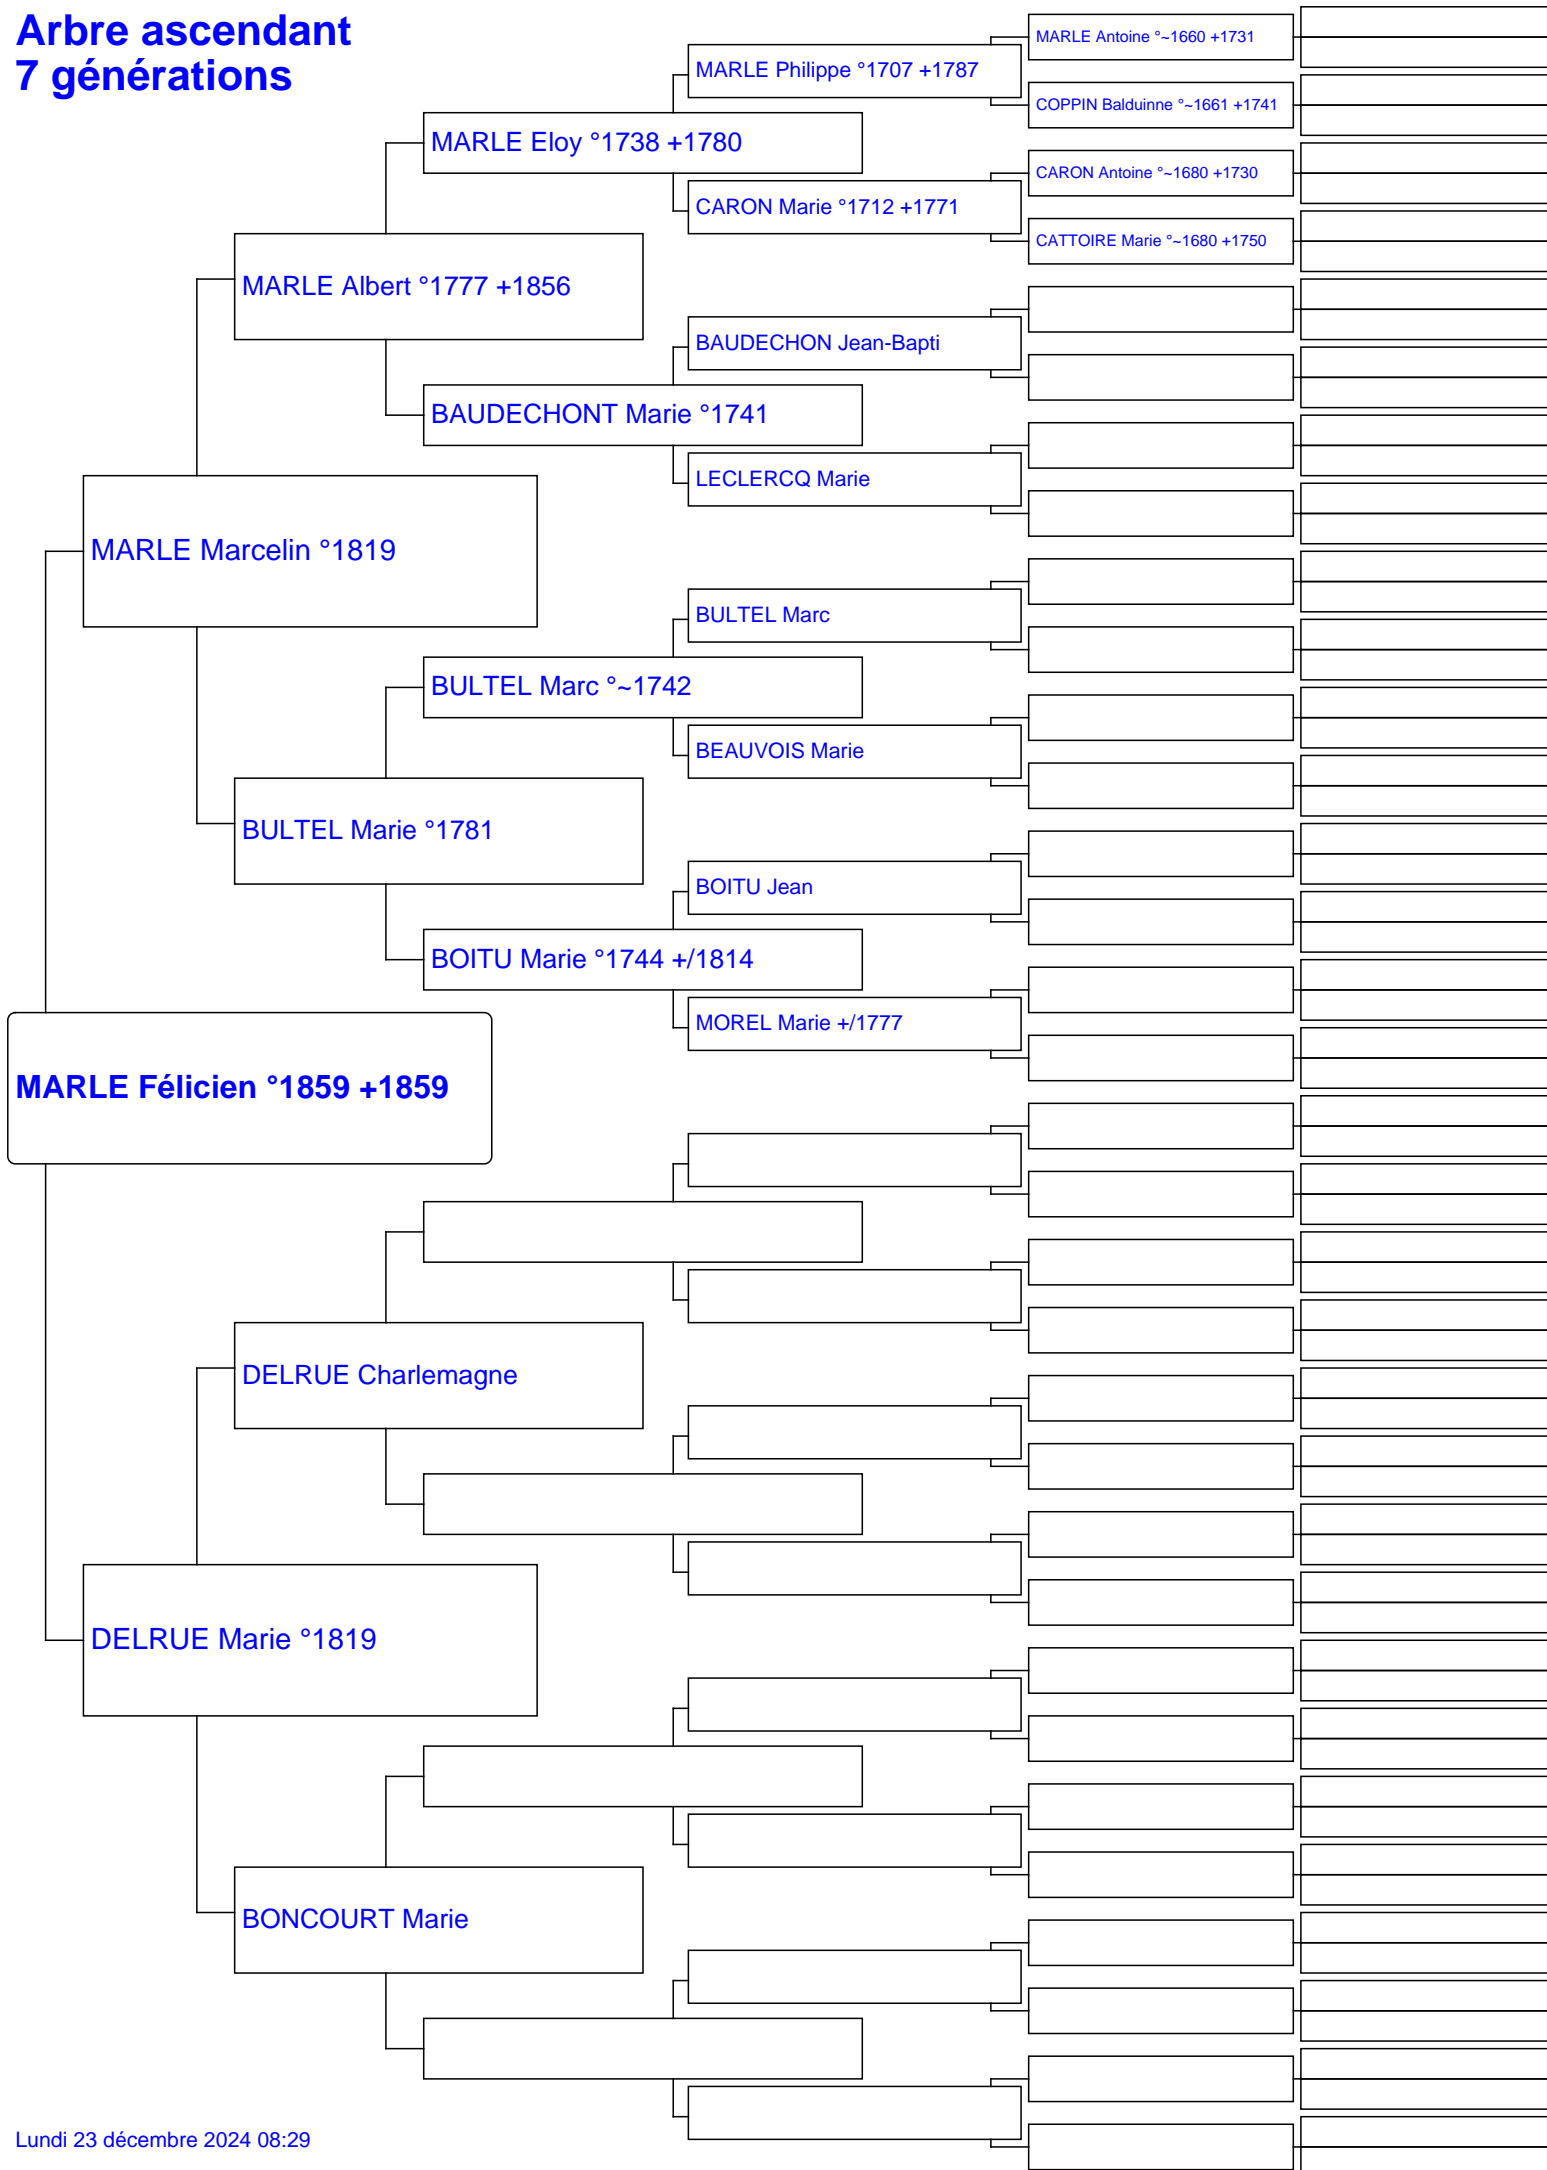 Arbre ascendant
7 générations
MARLE Antoine °~1660 +1731
MARLE Philippe °1707 +1787
COPPIN Balduinne °~1661 +1741
MARLE Eloy °1738 +1780
CARON Antoine °~1680 +1730
CARON Marie °1712 +1771
CATTOIRE Marie °~1680 +1750
MARLE Albert °1777 +1856
BAUDECHON Jean-Bapti
BAUDECHONT Marie °1741
LECLERCQ Marie
MARLE Marcelin °1819
BULTEL Marc
BULTEL Marc °~1742
BEAUVOIS Marie
BULTEL Marie °1781
BOITU Jean
BOITU Marie °1744 +/1814
MOREL Marie +/1777
MARLE Félicien °1859 +1859
DELRUE Charlemagne
DELRUE Marie °1819
BONCOURT Marie
Lundi 23 décembre 2024 08:29